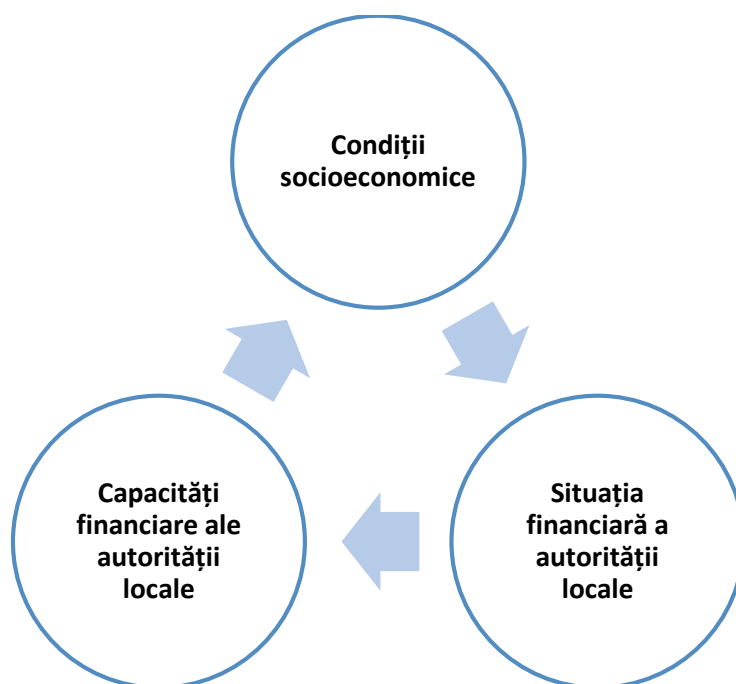 Condiții
socioeconomice
Capacități
financiare ale
autorității
locale
Situația
financiară a
autorității
locale